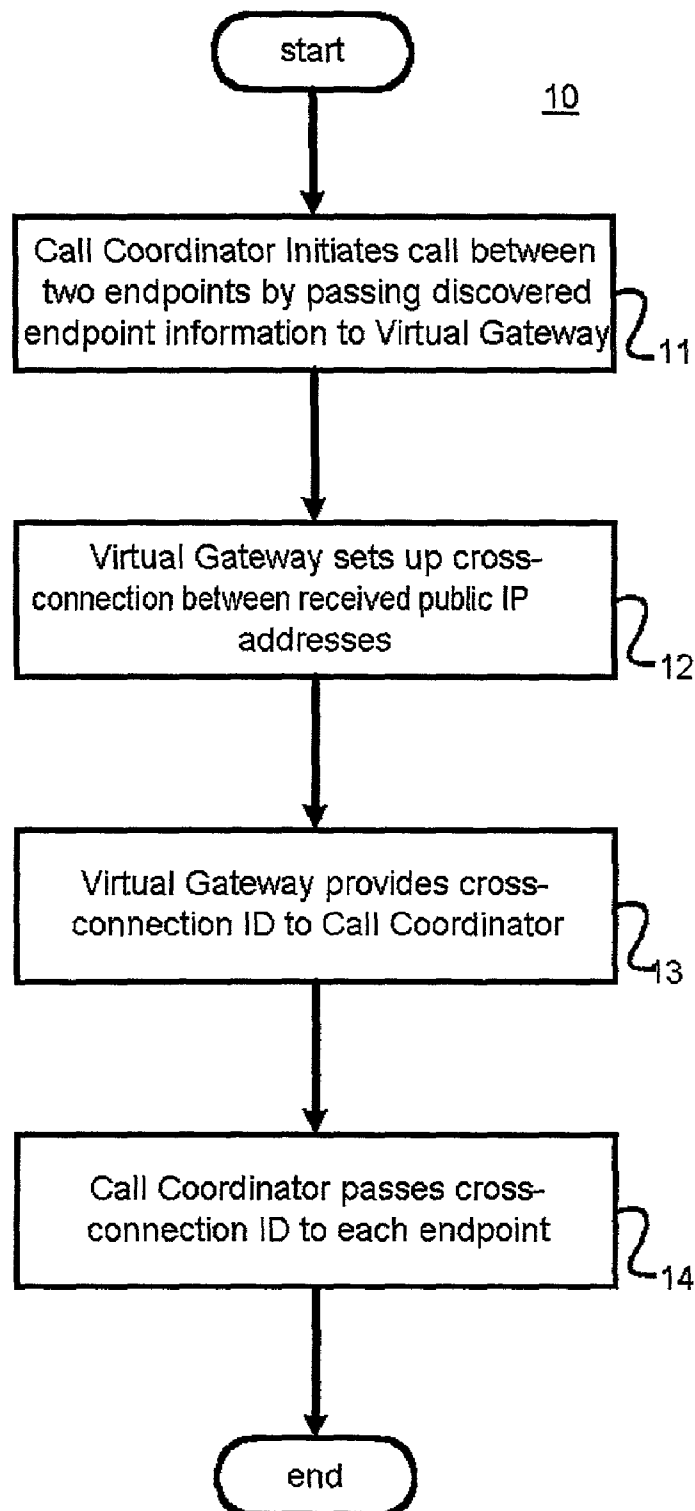 start
10
Call Coordinator Initiates call between
two endpoints by passing discovered
endpoint information to Virtual Gateway
11
Virtual Gateway sets up cross-
connection between received public IP
addresses
12
Virtual Gateway provides cross-
connection ID to Call Coordinator
13
Call Coordinator passes cross-
connection ID to each endpoint
14
end